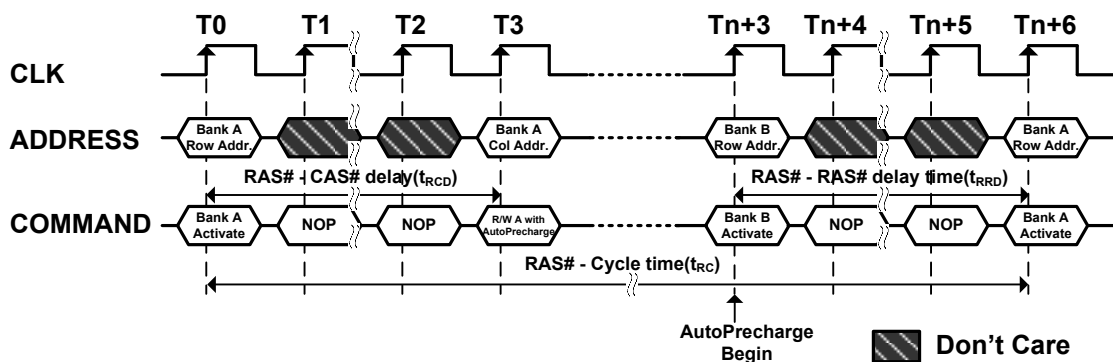 T0 T1 T2 T3 Tn+3 Tn+4 Tn+5 Tn+6
CLK
ADDRESS
Bank A
Row Addr.
Bank A
Col Addr.
Bank B
Row Addr.
Bank A
Row Addr.
RAS# - CAS# delay(tRCD)
RAS# - RAS# delay time(tRRD)
COMMAND
Bank A
Activate
NOP
NOP
R/W A with
AutoPrecharge
Bank B
Activate
NOP
NOP
Bank A
Activate
RAS# - Cycle time(tRC)
AutoPrecharge
Begin
Don't Care